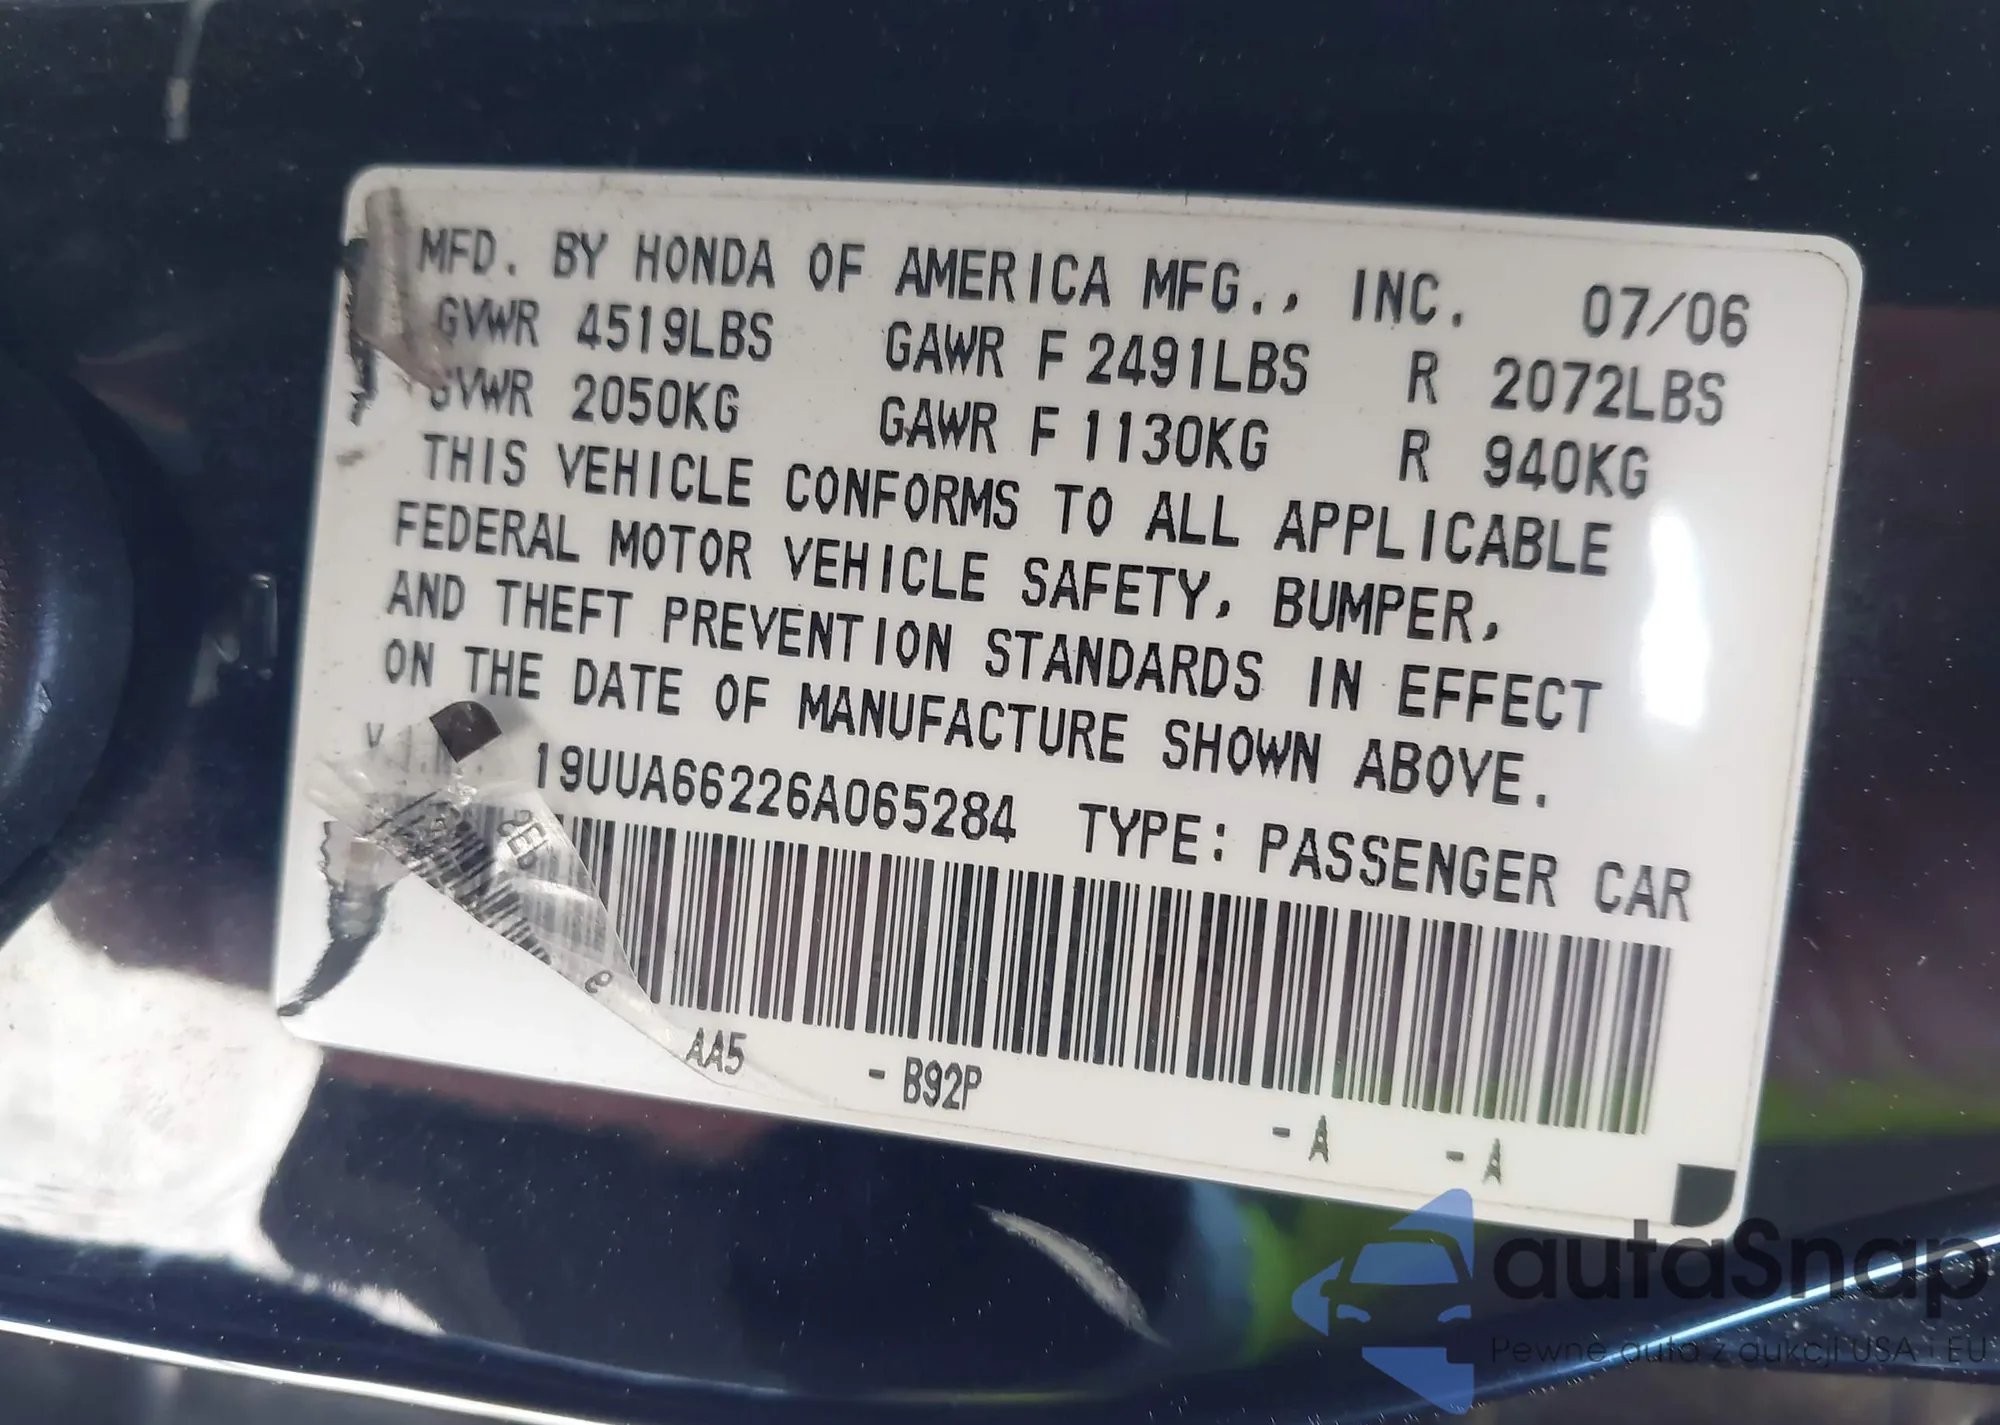 MFD. BY HONDA OF AMERICA MFG., INC. 07/06
GVWR 4519LBS GAWR F 2491LBS R 2072LBS
GVWR 2050KG GAWR F 1130KG R 940KG
THIS VEHICLE CONFORMS TO ALL APPLICABLE
FEDERAL MOTOR VEHICLE SAFETY, BUMPER,
AND THEFT PREVENTION STANDARDS IN EFFECT
ON THE DATE OF MANUFACTURE SHOWN ABOVE.
V.I.N. 19UUA66226A065284 TYPE: PASSENGER CAR
AA5 -B92P -A -A
autaSnap
Pewne auta z aukcji USA i EU